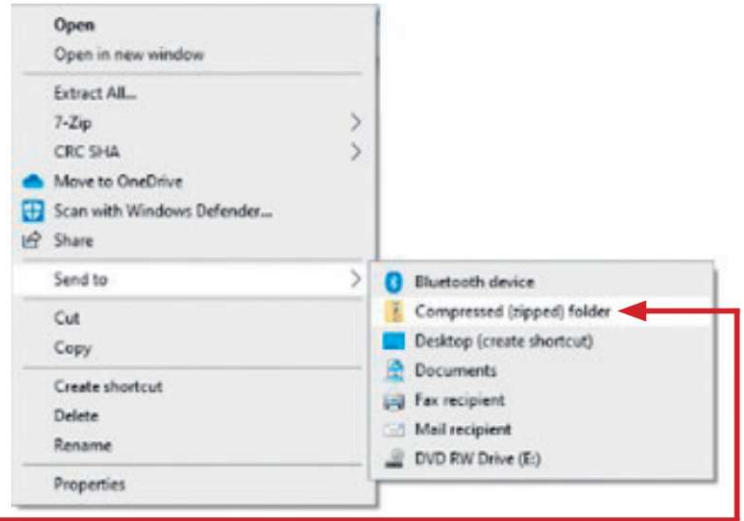 Open
Open in new window
Extract All...
7-Zip
CRC SHA
Move to OneDrive
Scan with Windows Defender...
Share
Send to
Cut
Copy
Create shortcut
Delete
Rename
Properties
Bluetooth device
Compressed (zipped) folder
Desktop (create shortcut)
Documents
Fax recipient
Mail recipient
DVD RW Drive (E:)